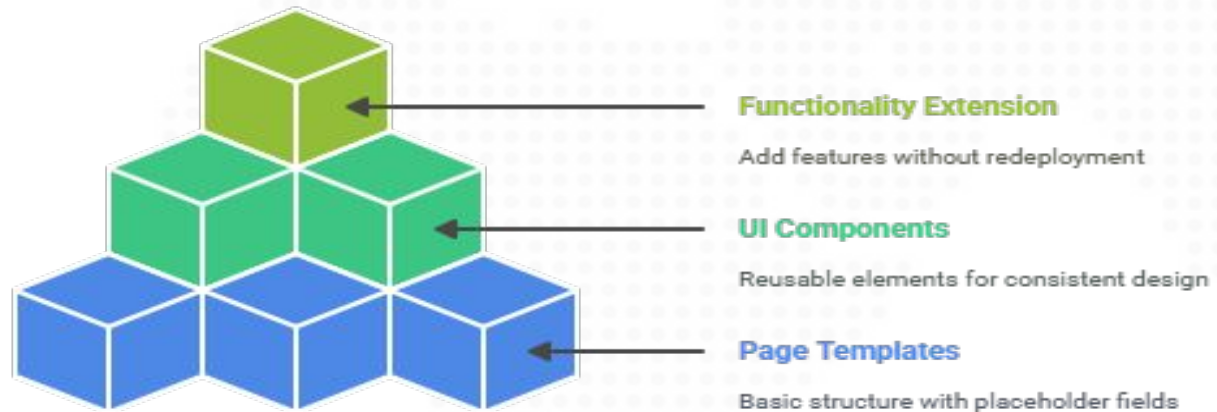 Functionality Extension
Add features without redeployment
UI Components
Reusable elements for consistent design
Page Templates
Basic structure with placeholder fields